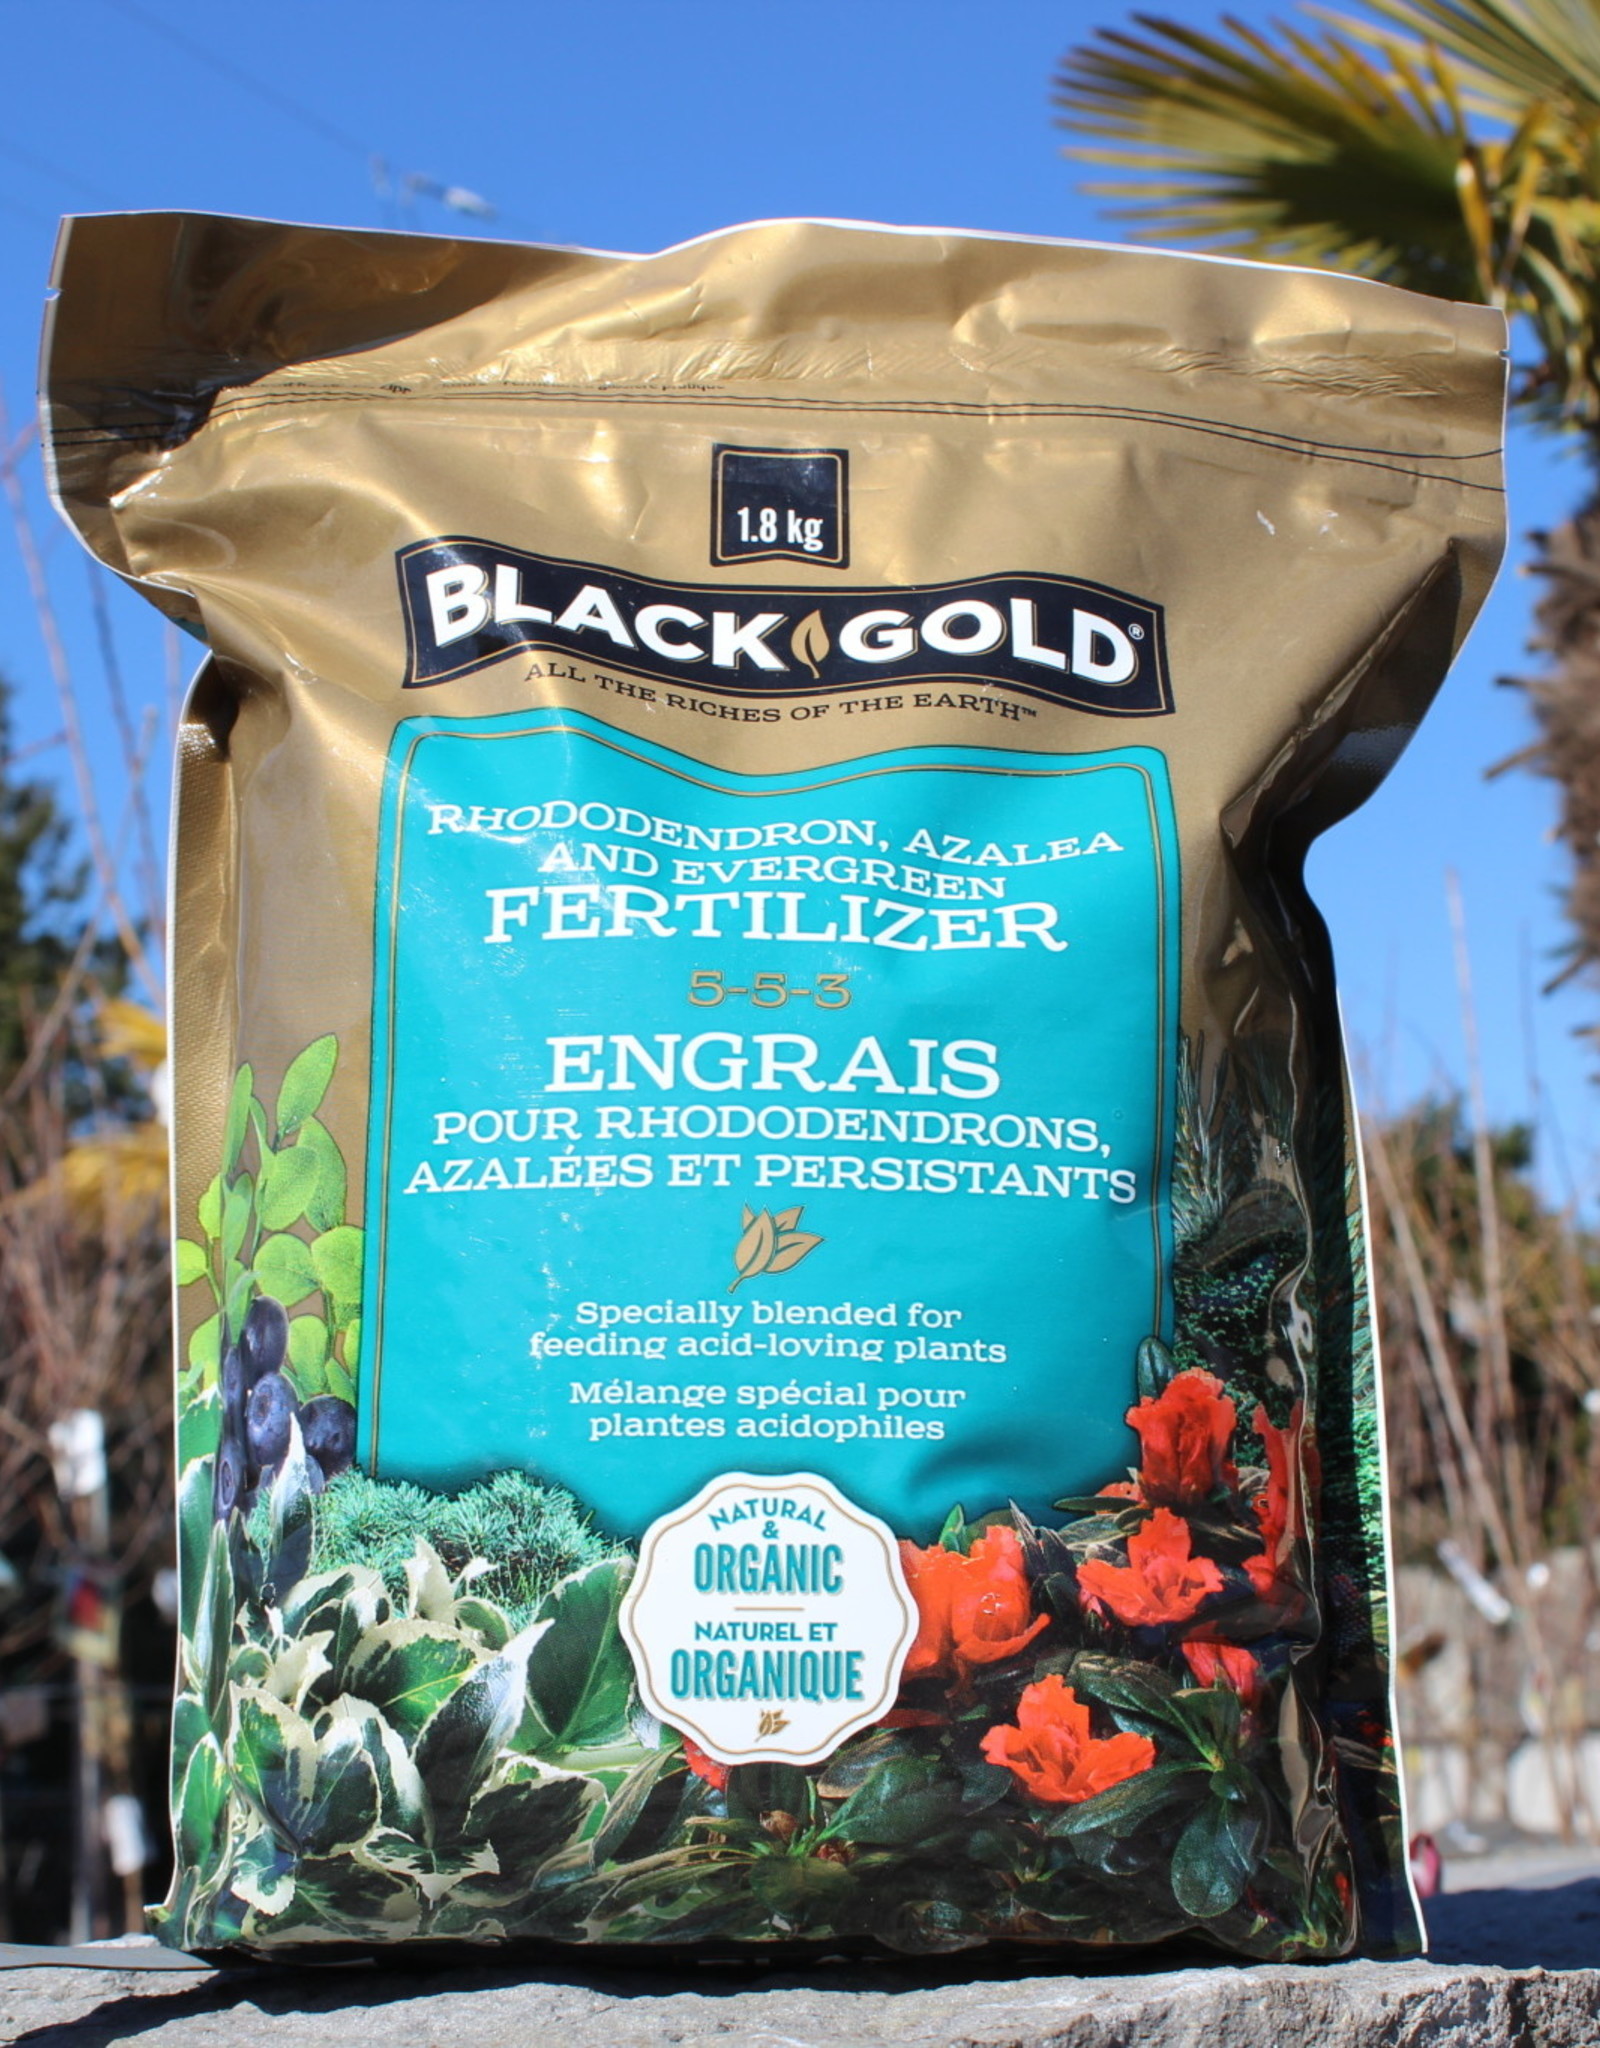 1.8 kg
BLACK GOLD®
ALL THE RICHES OF THE EARTH™
RHODODENDRON, AZALEA
AND EVERGREEN
FERTILIZER
5-5-3
ENGRAIS
POUR RHODODENDRONS,
AZALÉES ET PERSISTANTS
Specially blended for
feeding acid-loving plants
Mélange spécial pour
plantes acidophiles
NATURAL
&
ORGANIC
NATUREL ET
ORGANIQUE